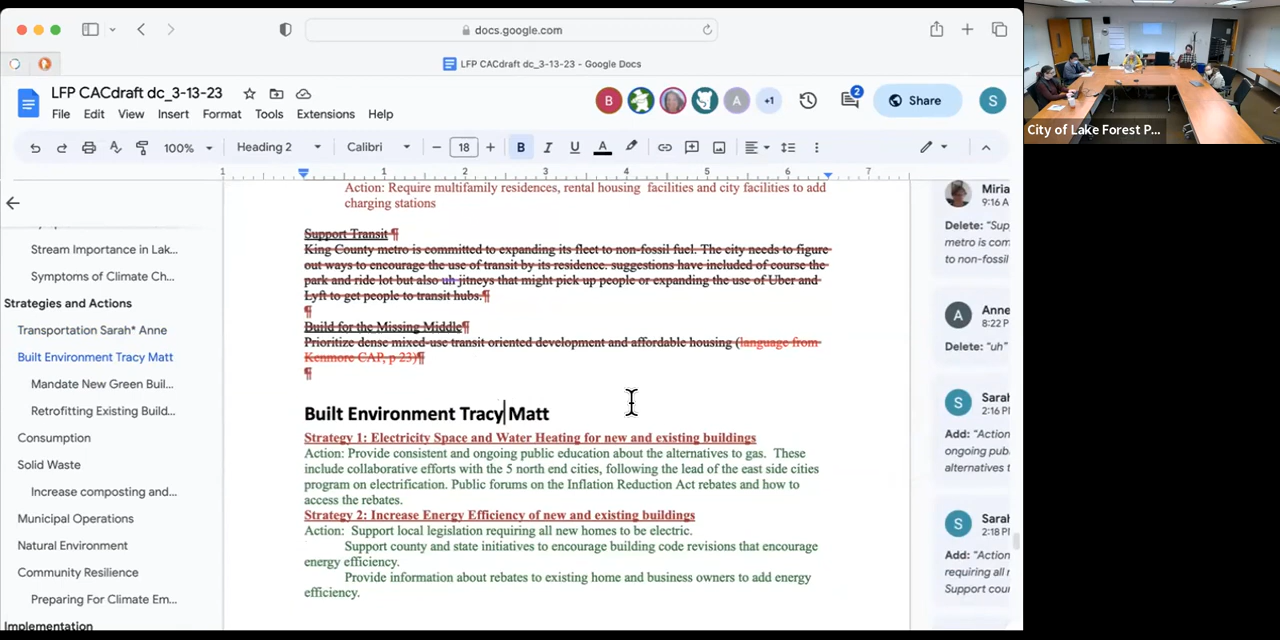 docs.google.com
LFP CACdraft dc_3-13-23 - Google Docs
LFP CACdraft dc_3-13-23
File Edit View Insert Format Tools Extensions Help
B
A
+1
2
Share
S
100%
Heading 2
Calibri
18
B
I
U
A
1 1 2 3 4 5 6 7
Stream Importance in Lak...
Symptoms of Climate Ch...
Strategies and Actions
Transportation Sarah* Anne
Built Environment Tracy Matt
Mandate New Green Buil...
Retrofitting Existing Build...
Consumption
Solid Waste
Increase composting and...
Municipal Operations
Natural Environment
Community Resilience
Preparing For Climate Em...
Implementation
Action: Require multifamily residences, rental housing facilities and city facilities to add
charging stations
Support Transit ¶
King County metro is committed to expanding its fleet to non-fossil fuel. The city needs to figure
out ways to encourage the use of transit by its residence. suggestions have included of course the
park and ride lot but also uh jitneys that might pick up people or expanding the use of Uber and
Lyft to get people to transit hubs.¶
¶
Build for the Missing Middle¶
Prioritize dense mixed-use transit oriented development and affordable housing (language from
Kenmore CAP, p 23)¶
¶
Built Environment Tracy Matt
Strategy 1: Electricity Space and Water Heating for new and existing buildings
Action: Provide consistent and ongoing public education about the alternatives to gas. These
include collaborative efforts with the 5 north end cities, following the lead of the east side cities
program on electrification. Public forums on the Inflation Reduction Act rebates and how to
access the rebates.
Strategy 2: Increase Energy Efficiency of new and existing buildings
Action: Support local legislation requiring all new homes to be electric.
Support county and state initiatives to encourage building code revisions that encourage
energy efficiency.
Provide information about rebates to existing home and business owners to add energy
efficiency.
Miria
9:16 A
Delete: "Sup
metro is com
to non-fossil
A
Anne
8:22 P
Delete: "uh"
S
Sarah
2:16 PM
Add: "Action
ongoing pub
alternatives t
S
Sarah
2:18 PM
Add: "Action
requiring all r
Support cour
City of Lake Forest P...